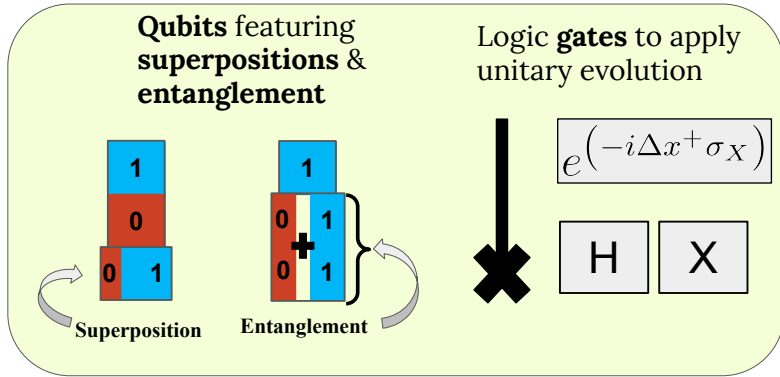 Qubits featuring
superpositions &
entanglement
Logic gates to apply
unitary evolution
1
0
0 1
Superposition
1
0 1
+
0 1
Entanglement
e^{(-iΔx^+ σ_X)}
H X